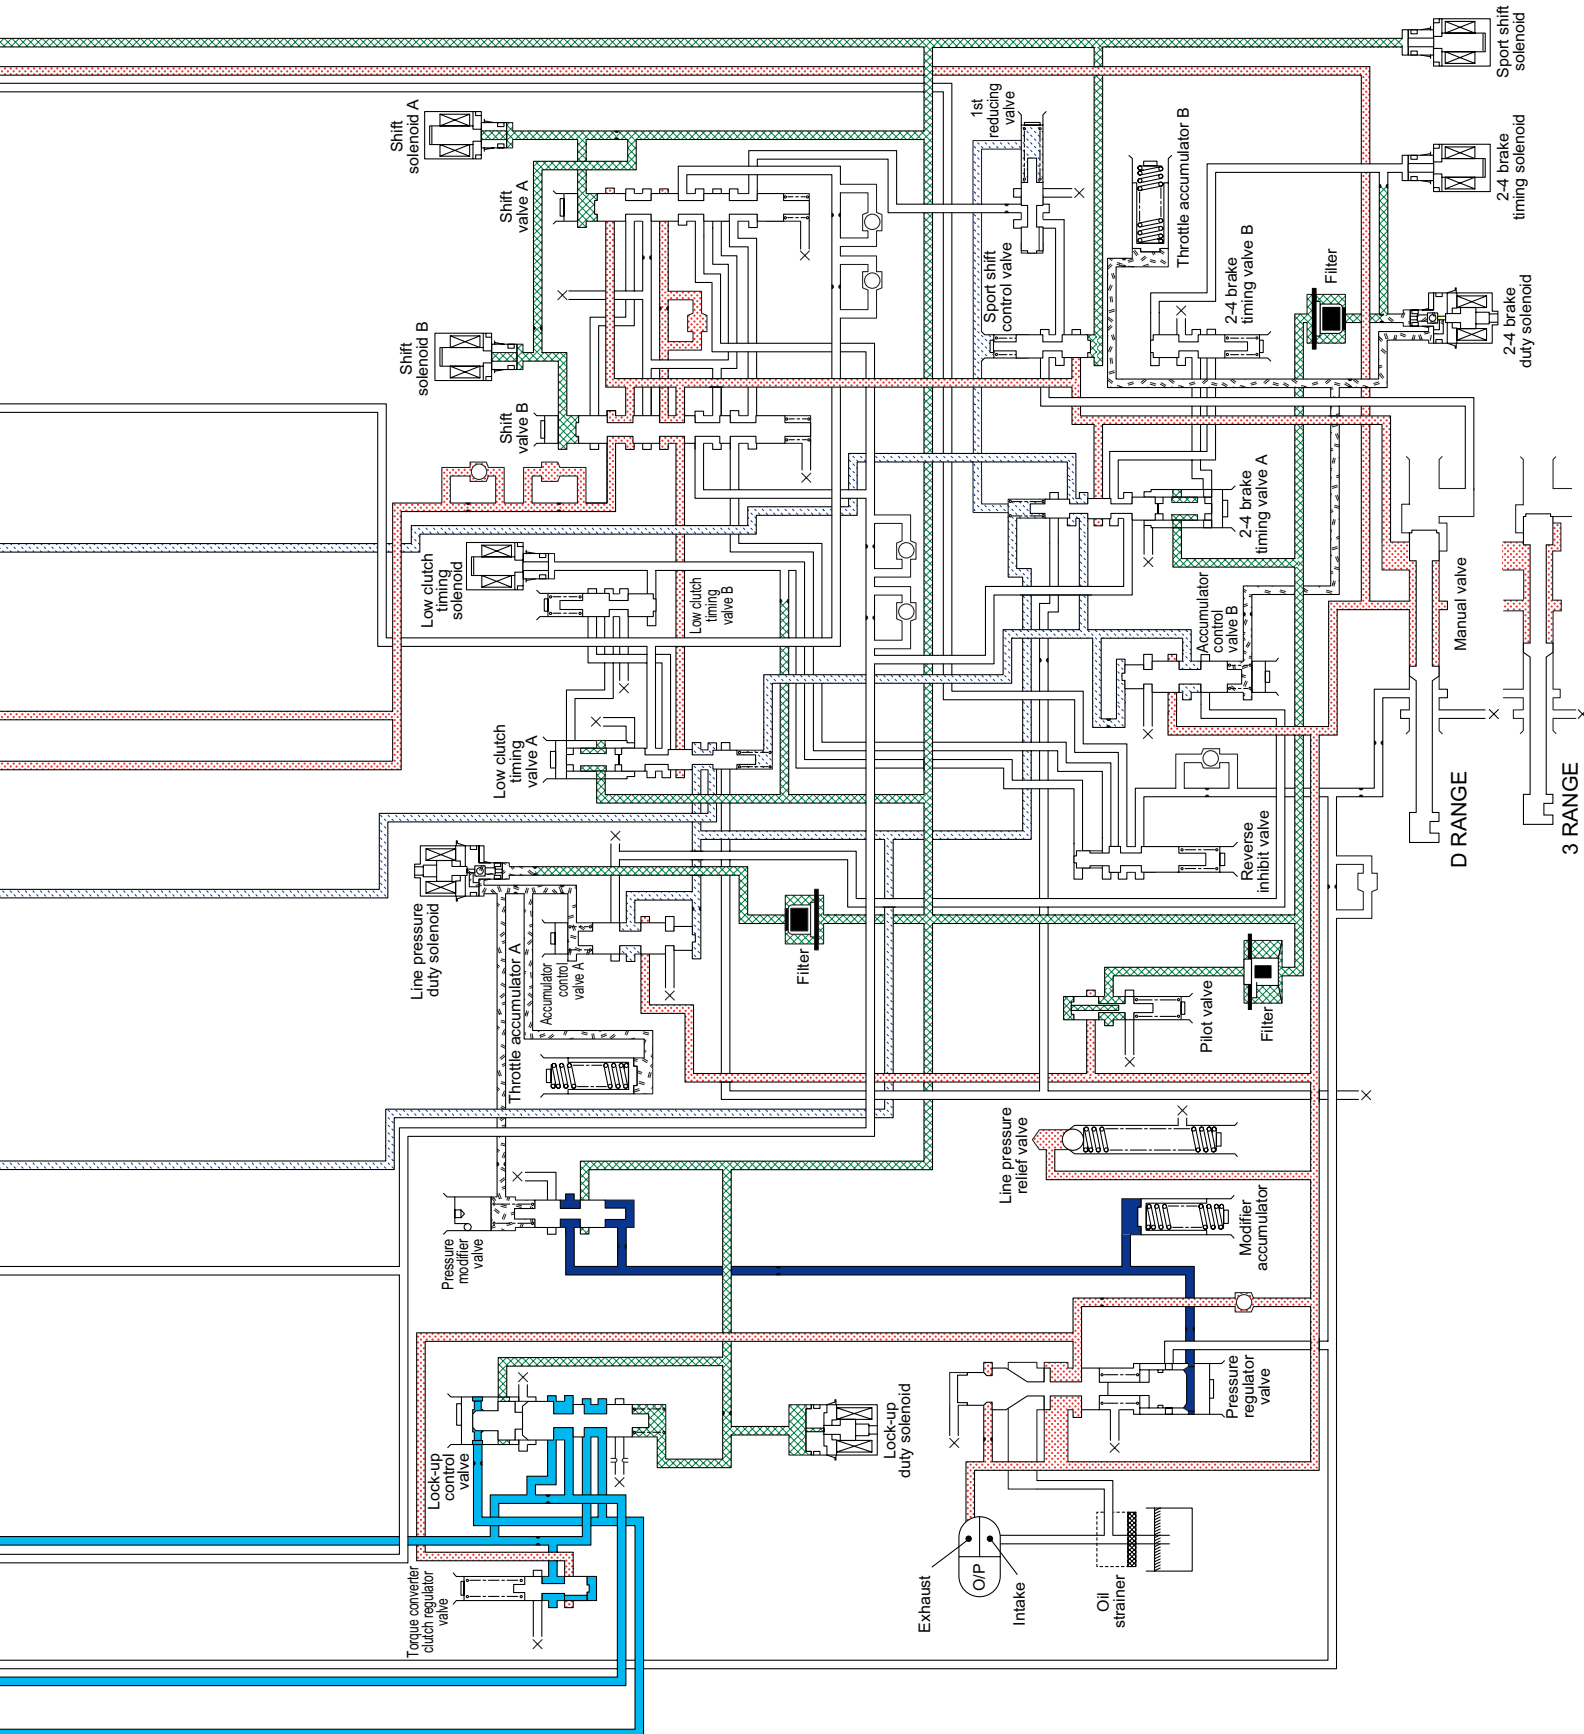 Sport shift
solenoid
2-4 brake
timing solenoid
2-4 brake
duty solenoid
Filter
1st
reducing
valve
Throttle accumulator B
Sport shift
control valve
2-4 brake
timing valve B
Shift
solenoid A
Shift
valve A
Shift
solenoid B
Shift
valve B
Low clutch
timing
solenoid
Low clutch
timing
valve B
Low clutch
timing
valve A
2-4 brake
timing valve A
Accumulator
control
valve B
Manual valve
D RANGE
3 RANGE
Reverse
inhibit valve
Line pressure
duty solenoid
Throttle accumulator A
Accumulator
control
valve A
Filter
Pilot valve
Filter
Line pressure
relief valve
Modifier
accumulator
Pressure
modifier
valve
Pressure
regulator
valve
Lock-up
control
valve
Lock-up
duty solenoid
Torque converter
clutch regulator
valve
Exhaust
O/P
Intake
Oil
strainer